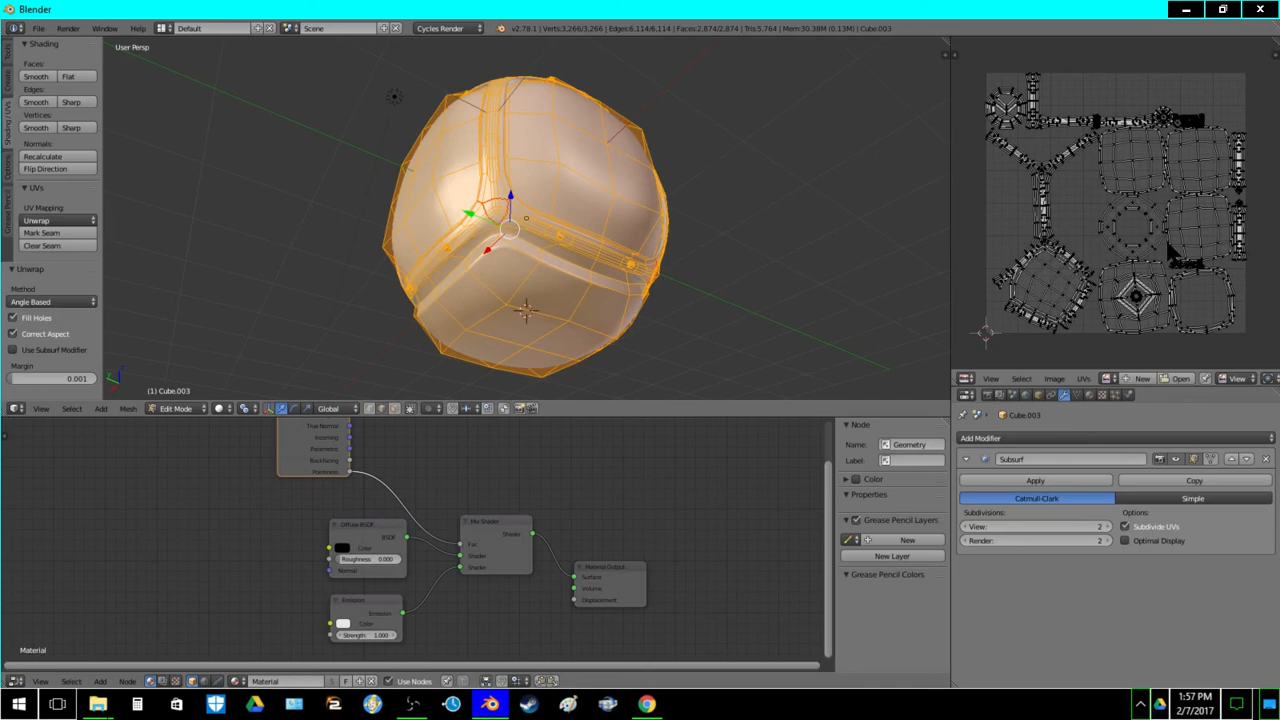 Blender
File Render Window Help Default Scene Cycles Render v2.78.1 | Verts:3,266/3,266 | Edges:6,114/6,114 | Faces:2,874/2,874 | Tris:5,764 | Mem:30.38M (0.13M) | Cube.003
Tools
Create
Shading / UVs
Options
Grease Pencil
Shading
Faces:
Smooth Flat
Edges:
Smooth Sharp
Vertices:
Smooth Sharp
Normals:
Recalculate
Flip Direction
UVs
UV Mapping:
Unwrap
Mark Seam
Clear Seam
Unwrap
Method
Angle Based
Fill Holes
Correct Aspect
Use Subsurf Modifier
Margin
0.001
User Persp
(1) Cube.003
View Select Add Mesh Edit Mode Global
View Select Image UVs New Open View
Cube.003
Add Modifier
Subsurf
Apply Copy
Catmull-Clark Simple
Subdivisions: Options:
View: 2 Subdivide UVs
Render: 2 Optimal Display
True Normal
Incoming
Parametric
Backfacing
Pointiness
Diffuse BSDF
BSDF
Color
Roughness: 0.000
Normal
Emission
Emission
Color
Strength: 1.000
Mix Shader
Shader
Fac
Shader
Shader
Material Output
Surface
Volume
Displacement
Node
Name: Geometry
Label:
Color
Properties
Grease Pencil Layers
New
New Layer
Grease Pencil Colors
Material
View Select Add Node Material 5 F Use Nodes
1:57 PM
2/7/2017